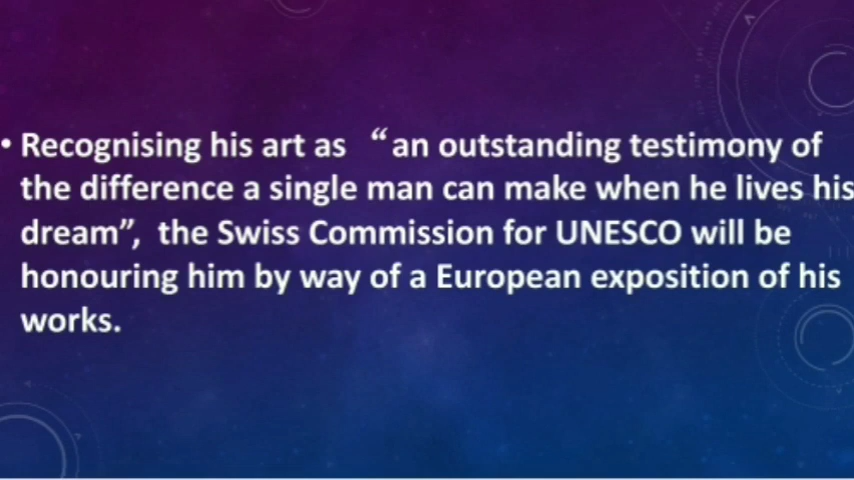 • Recognising his art as “an outstanding testimony of
the difference a single man can make when he lives his
dream”, the Swiss Commission for UNESCO will be
honouring him by way of a European exposition of his
works.